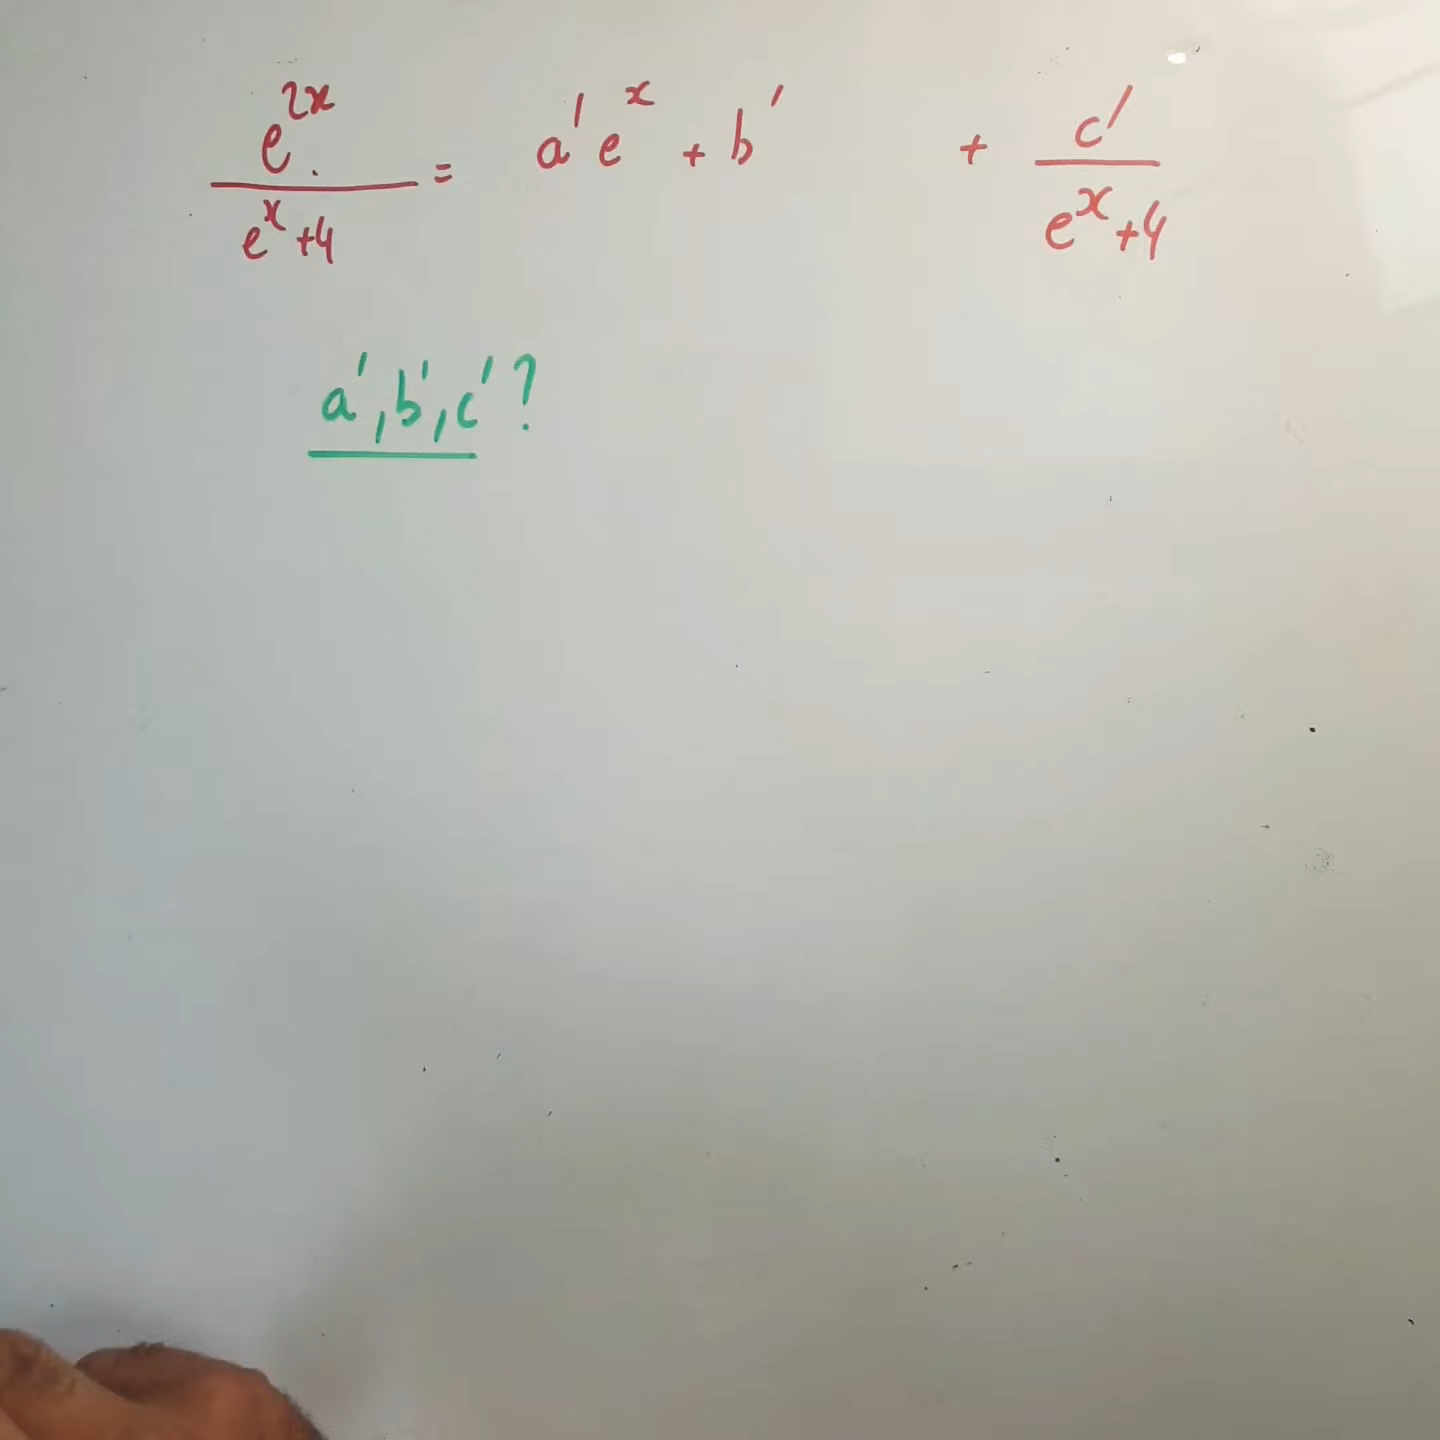 e^{2x} / (e^x + 4) = a' e^x + b' + c' / (e^x + 4)
a', b', c' ?